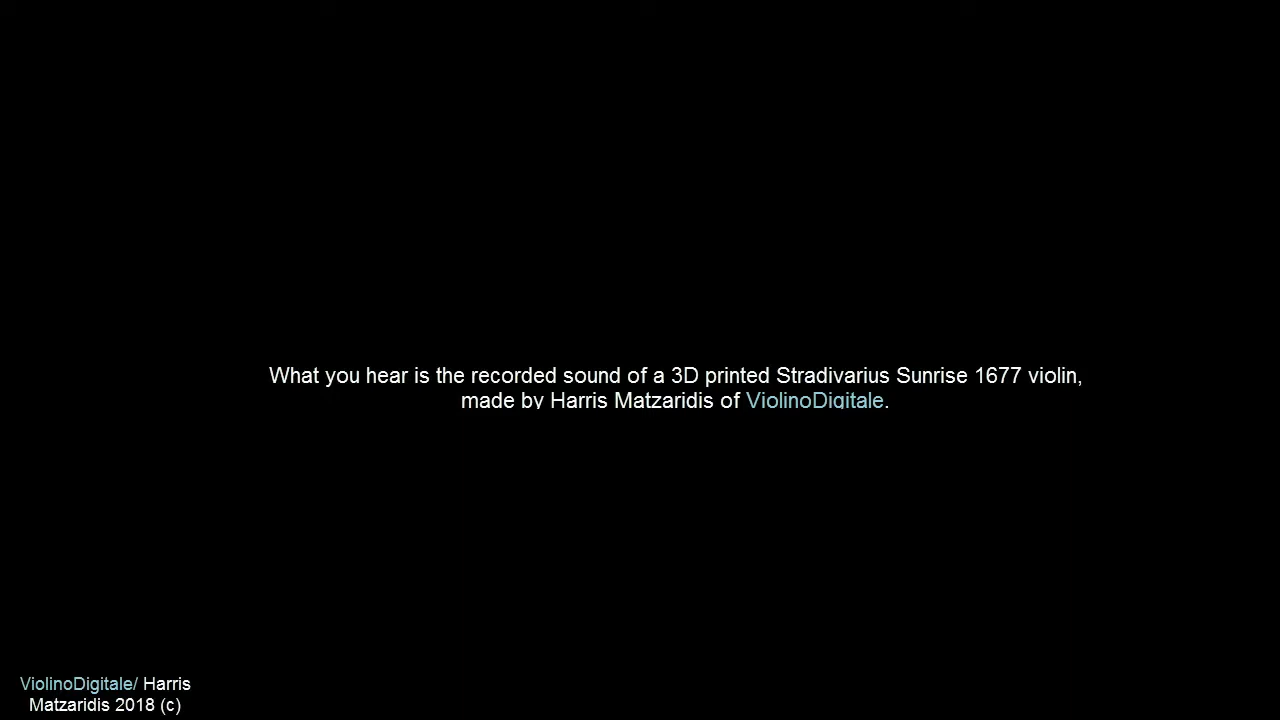 What you hear is the recorded sound of a 3D printed Stradivarius Sunrise 1677 violin,
made by Harris Matzaridis of ViolinoDigitale.
ViolinoDigitale/ Harris
Matzaridis 2018 (c)